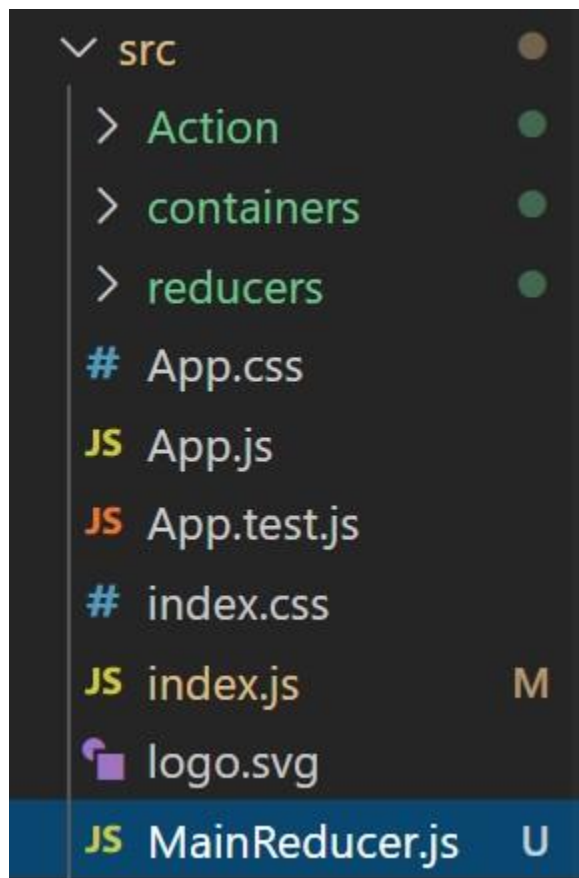 src
Action
containers
reducers
# App.css
JS App.js
JS App.test.js
# index.css
JS index.js M
logo.svg
JS MainReducer.js U